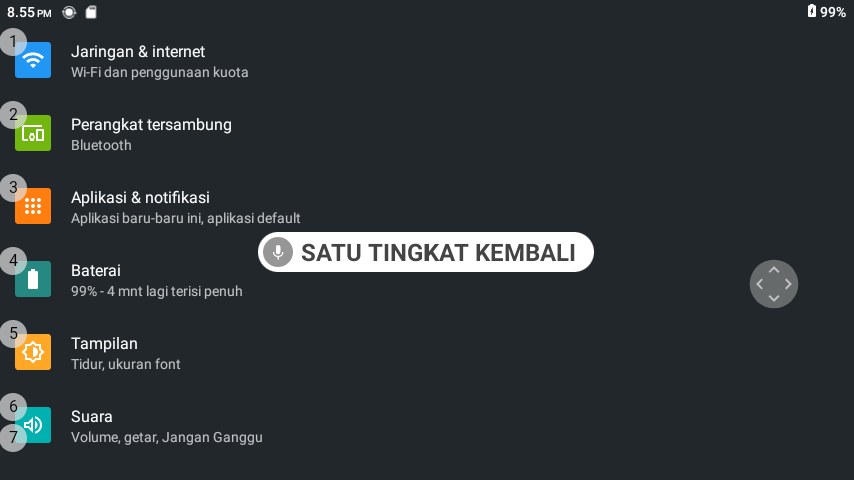 8.55 PM
99%
1
Jaringan & internet
Wi-Fi dan penggunaan kuota
2
Perangkat tersambung
Bluetooth
3
Aplikasi & notifikasi
Aplikasi baru-baru ini, aplikasi default
SATU TINGKAT KEMBALI
4
Baterai
99% - 4 mnt lagi terisi penuh
5
Tampilan
Tidur, ukuran font
6
Suara
7
Volume, getar, Jangan Ganggu